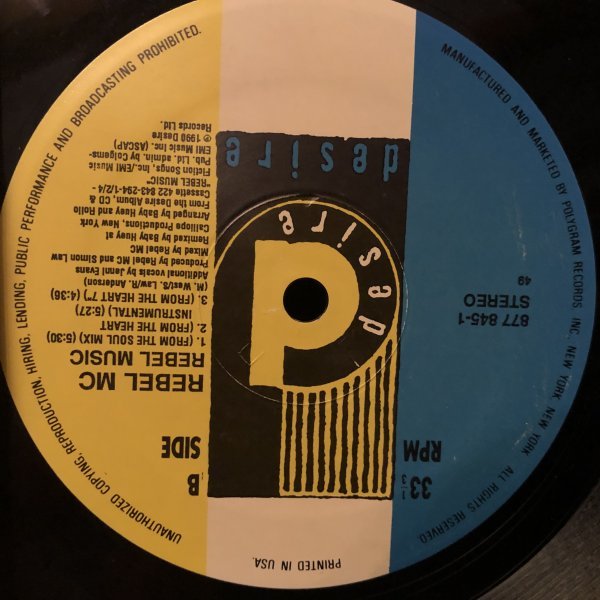 PRINTED IN USA.
33 1/3
RPM
B
SIDE
desire
877 845-1
STEREO
49
REBEL MC
REBEL MUSIC
1. (FROM THE SOUL MIX) (5:30)
2. (FROM THE HEART
INSTRUMENTAL) (6:27)
3. (FROM THE HEART 7") (4:36)
(M. West/S. Law/R. Anderson.
Additional vocals by Jenni Evans
Produced by Rebel MC and Simon Law
Mixed by Rebel MC
Remixed by Baby Huey at
Calliope Productions, New York
Arranged by Baby Huey and Rollo
From the Desire Album, CD &
Cassette 422 843 294-1/2/4 -
"REBEL MUSIC"
Fiction Songs, Inc./EMI Music
Pub. Ltd. admin. by Colgems-
EMI Music Inc. (ASCAP)
℗ 1990 Desire
Records Ltd.
desire
MANUFACTURED AND MARKETED BY POLYGRAM RECORDS INC. NEW YORK, NEW YORK. ALL RIGHTS RESERVED.
UNAUTHORIZED COPYING, REPRODUCTION, HIRING, LENDING, PUBLIC PERFORMANCE AND BROADCASTING PROHIBITED.